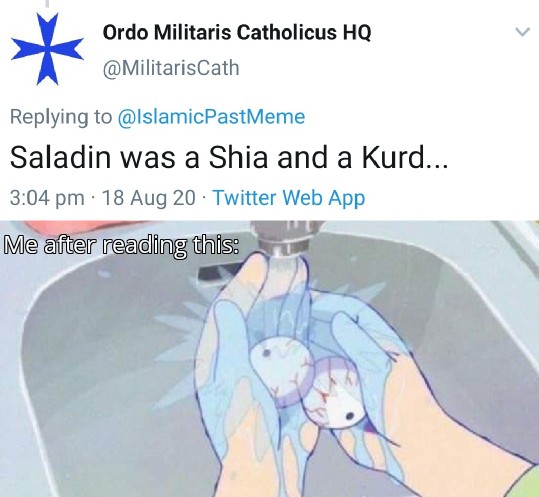 Ordo Militaris Catholicus HQ
@MilitarisCath
Replying to @IslamicPastMeme
Saladin was a Shia and a Kurd...
3:04 pm · 18 Aug 20 · Twitter Web App
Me after reading this: